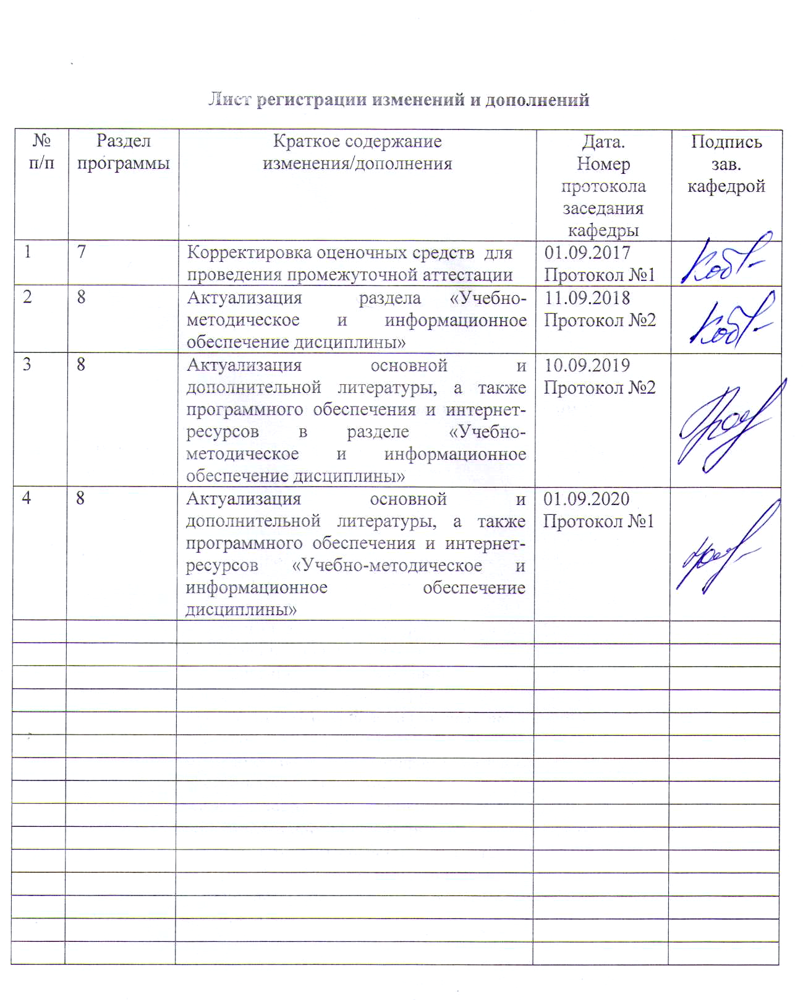 Лист регистрации изменений и дополнений
№
п/п
Раздел
программы
Краткое содержание
изменения/дополнения
Дата.
Номер
протокола
заседания
кафедры
Подпись
зав.
кафедрой
1
7
Корректировка оценочных средств для
проведения промежуточной аттестации
01.09.2017
Протокол №1
2
8
Актуализация раздела «Учебно-
методическое и информационное
обеспечение дисциплины»
11.09.2018
Протокол №2
3
8
Актуализация основной и
дополнительной литературы, а также
программного обеспечения и интернет-
ресурсов в разделе «Учебно-
методическое и информационное
обеспечение дисциплины»
10.09.2019
Протокол №2
4
8
Актуализация основной и
дополнительной литературы, а также
программного обеспечения и интернет-
ресурсов «Учебно-методическое и
информационное обеспечение
дисциплины»
01.09.2020
Протокол №1